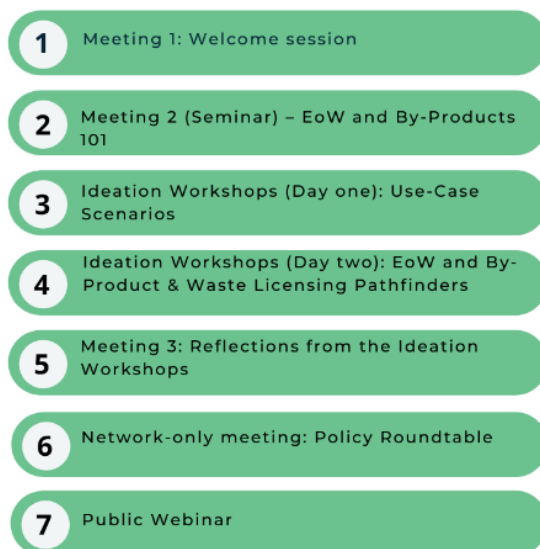 1
Meeting 1: Welcome session
2
Meeting 2 (Seminar) – EoW and By-Products
101
3
Ideation Workshops (Day one): Use-Case
Scenarios
4
Ideation Workshops (Day two): EoW and By-
Product & Waste Licensing Pathfinders
5
Meeting 3: Reflections from the Ideation
Workshops
6
Network-only meeting: Policy Roundtable
7
Public Webinar